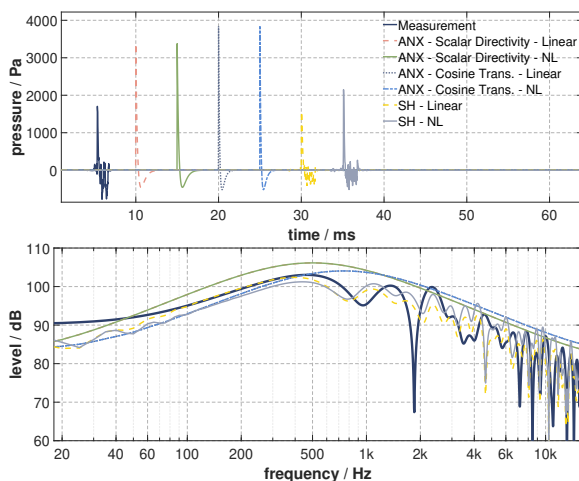 4000
3000
2000
1000
0
pressure / Pa
Measurement
ANX - Scalar Directivity - Linear
ANX - Scalar Directivity - NL
ANX - Cosine Trans. - Linear
ANX - Cosine Trans. - NL
SH - Linear
SH - NL
10 20 30 40 50 60
time / ms
110
100
90
80
70
60
level / dB
20 40 60 100 200 400 1k 2k 4k 10k
frequency / Hz